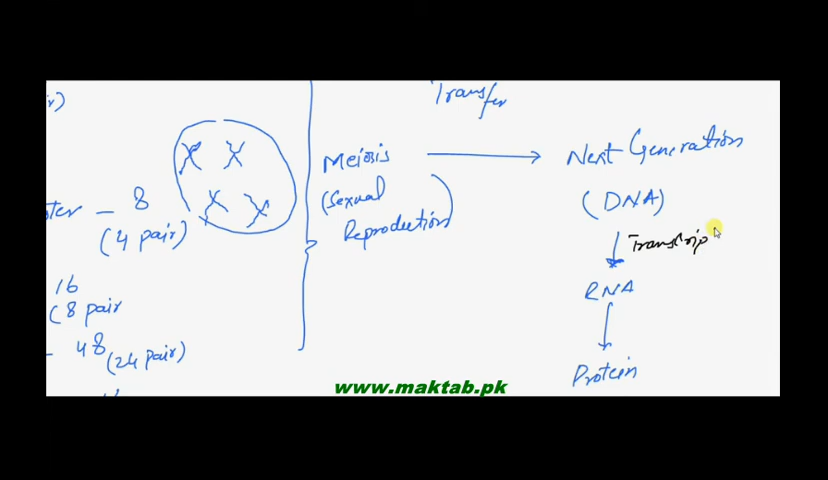 Transfer
Meiosis
(Sexual
Reproduction)
Next Generation
(DNA)
Transcrip
RNA
Protein
8
(4 pair)
16
(8 pair
48 (24 pair)
www.maktab.pk